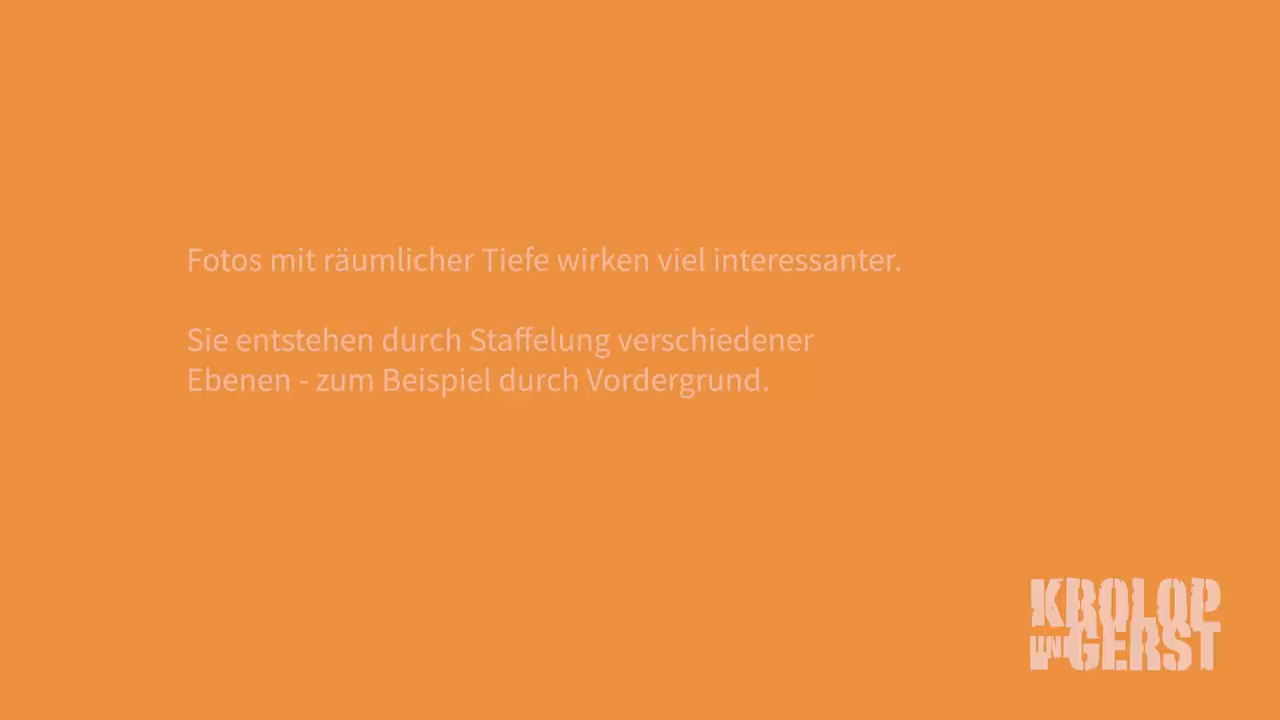 Fotos mit räumlicher Tiefe wirken viel interessanter.
Sie entstehen durch Staffelung verschiedener
Ebenen - zum Beispiel durch Vordergrund.
KROLOP
UND GERST